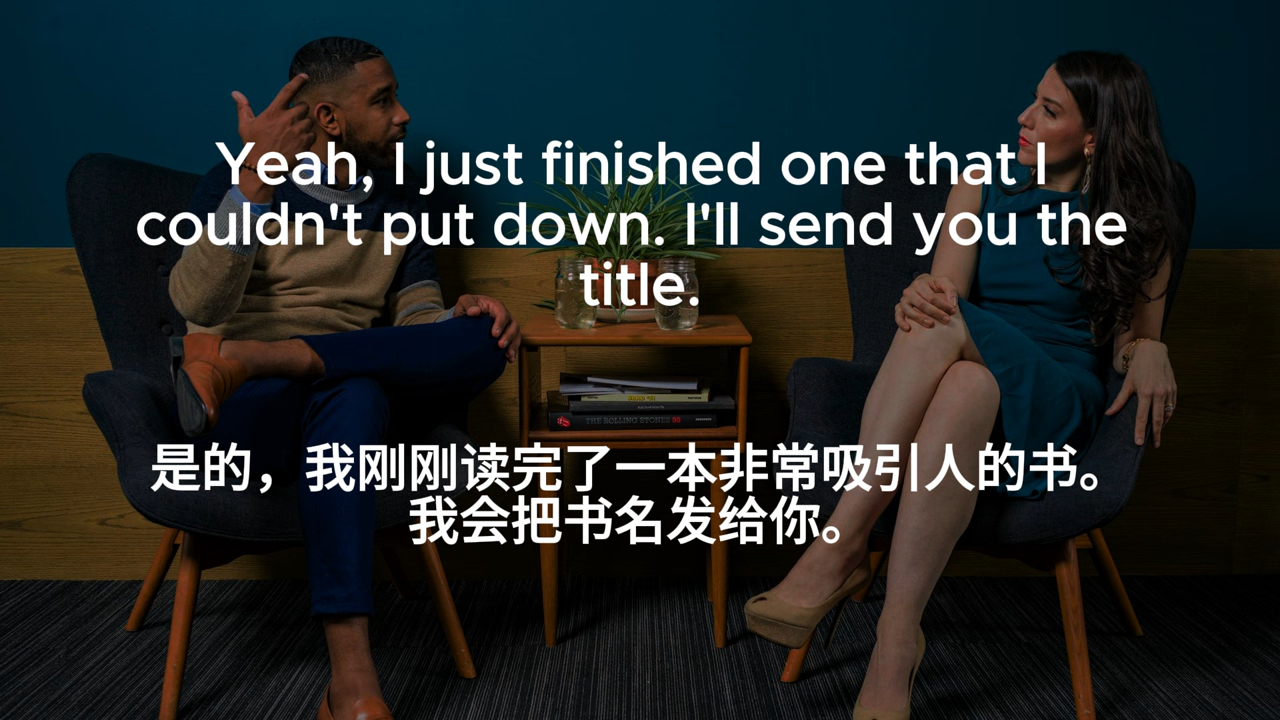 Yeah, I just finished one that I
couldn't put down. I'll send you the
title.
THE ROLLING STONES
是的，我刚刚读完了一本非常吸引人的书。
我会把书名发给你。